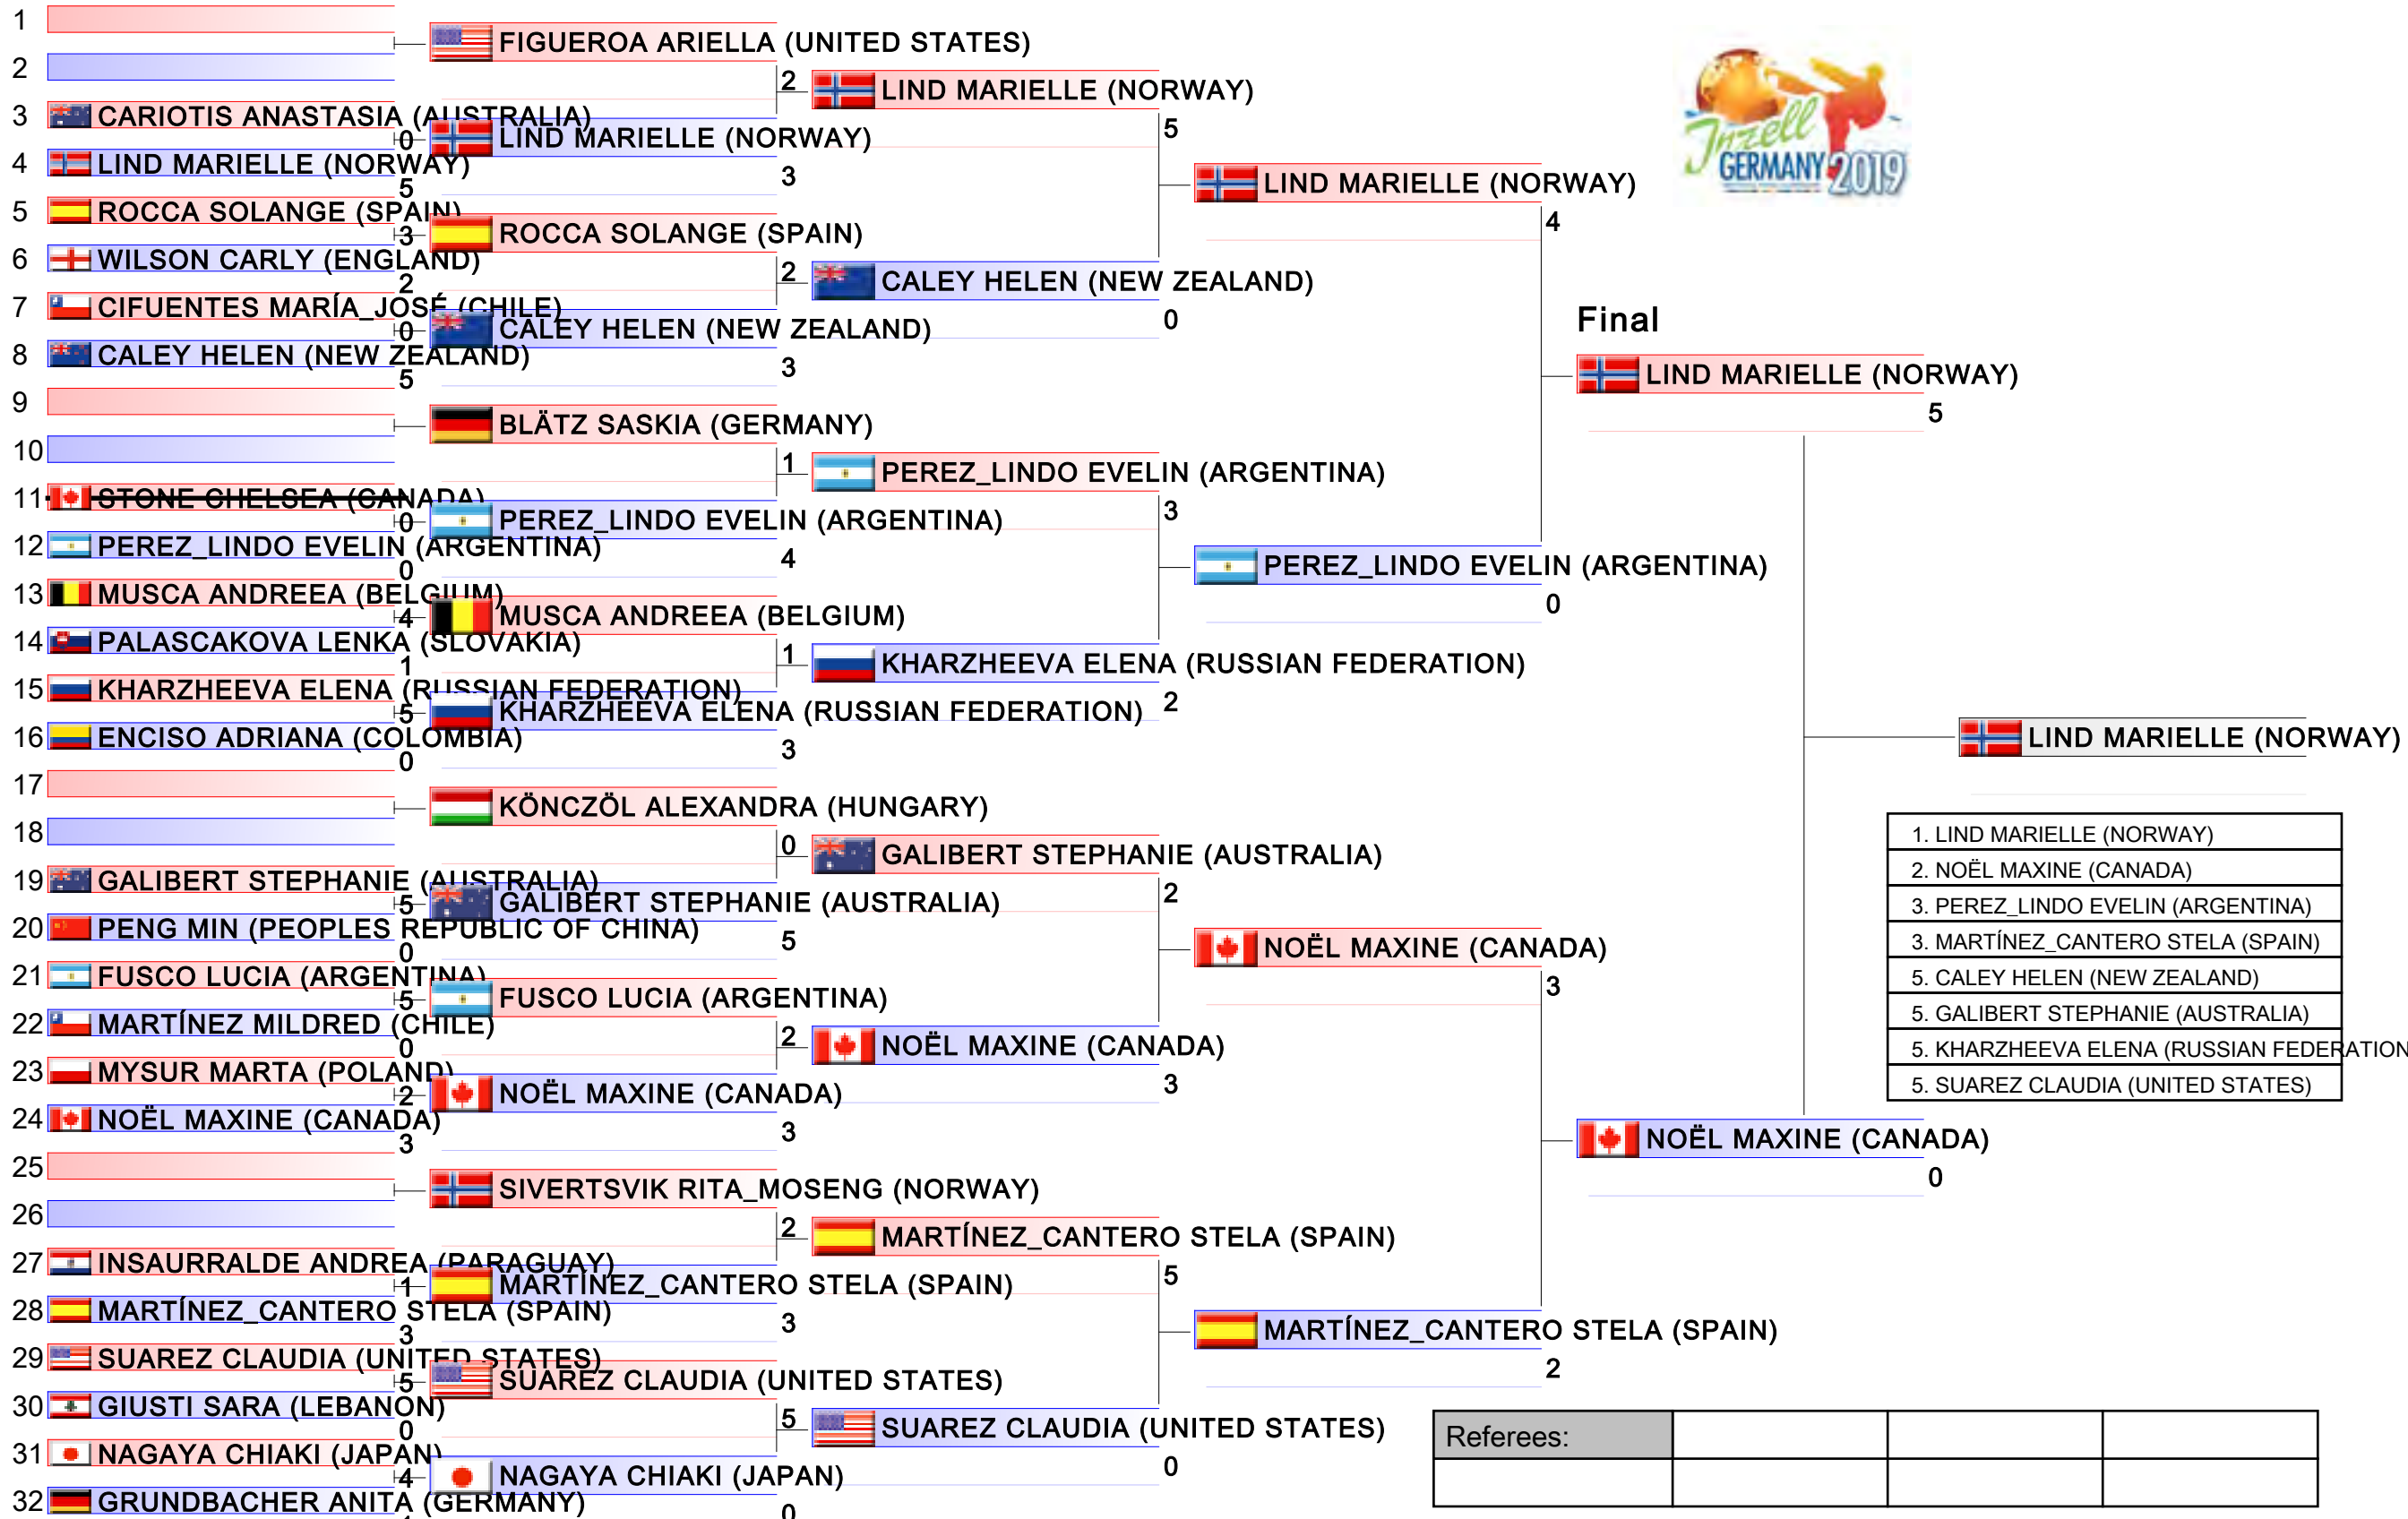 1
2
3 CARIOTIS ANASTASIA (AUSTRALIA)
0
4 LIND MARIELLE (NORWAY)
5
5 ROCCA SOLANGE (SPAIN)
3
6 WILSON CARLY (ENGLAND)
2
7 CIFUENTES MARÍA_JOSÉ (CHILE)
0
8 CALEY HELEN (NEW ZEALAND)
5
9
10
11 STONE CHELSEA (CANADA)
0
12 PEREZ_LINDO EVELIN (ARGENTINA)
0
13 MUSCA ANDREEA (BELGIUM)
4
14 PALASCAKOVA LENKA (SLOVAKIA)
1
15 KHARZHEEVA ELENA (RUSSIAN FEDERATION)
5
16 ENCISO ADRIANA (COLOMBIA)
0
17
18
19 GALIBERT STEPHANIE (AUSTRALIA)
5
20 PENG MIN (PEOPLES REPUBLIC OF CHINA)
0
21 FUSCO LUCIA (ARGENTINA)
5
22 MARTÍNEZ MILDRED (CHILE)
0
23 MYSUR MARTA (POLAND)
2
24 NOËL MAXINE (CANADA)
3
25
26
27 INSAURRALDE ANDREA (PARAGUAY)
1
28 MARTÍNEZ_CANTERO STELA (SPAIN)
3
29 SUAREZ CLAUDIA (UNITED STATES)
5
30 GIUSTI SARA (LEBANON)
0
31 NAGAYA CHIAKI (JAPAN)
4
32 GRUNDBACHER ANITA (GERMANY)
FIGUEROA ARIELLA (UNITED STATES)
2
LIND MARIELLE (NORWAY)
3
ROCCA SOLANGE (SPAIN)
2
CALEY HELEN (NEW ZEALAND)
3
BLÄTZ SASKIA (GERMANY)
1
PEREZ_LINDO EVELIN (ARGENTINA)
4
MUSCA ANDREEA (BELGIUM)
1
KHARZHEEVA ELENA (RUSSIAN FEDERATION)
3
KÖNCZÖL ALEXANDRA (HUNGARY)
0
GALIBERT STEPHANIE (AUSTRALIA)
5
FUSCO LUCIA (ARGENTINA)
2
NOËL MAXINE (CANADA)
3
SIVERTSVIK RITA_MOSENG (NORWAY)
2
MARTÍNEZ_CANTERO STELA (SPAIN)
3
SUAREZ CLAUDIA (UNITED STATES)
5
NAGAYA CHIAKI (JAPAN)
0
LIND MARIELLE (NORWAY)
5
CALEY HELEN (NEW ZEALAND)
0
PEREZ_LINDO EVELIN (ARGENTINA)
3
KHARZHEEVA ELENA (RUSSIAN FEDERATION)
2
GALIBERT STEPHANIE (AUSTRALIA)
2
NOËL MAXINE (CANADA)
3
MARTÍNEZ_CANTERO STELA (SPAIN)
5
SUAREZ CLAUDIA (UNITED STATES)
0
LIND MARIELLE (NORWAY)
4
PEREZ_LINDO EVELIN (ARGENTINA)
0
NOËL MAXINE (CANADA)
3
MARTÍNEZ_CANTERO STELA (SPAIN)
2
Inzell
GERMANY 2019
Final
LIND MARIELLE (NORWAY)
5
NOËL MAXINE (CANADA)
0
LIND MARIELLE (NORWAY)
1. LIND MARIELLE (NORWAY)
2. NOËL MAXINE (CANADA)
3. PEREZ_LINDO EVELIN (ARGENTINA)
3. MARTÍNEZ_CANTERO STELA (SPAIN)
5. CALEY HELEN (NEW ZEALAND)
5. GALIBERT STEPHANIE (AUSTRALIA)
5. KHARZHEEVA ELENA (RUSSIAN FEDERATION
5. SUAREZ CLAUDIA (UNITED STATES)
Referees: